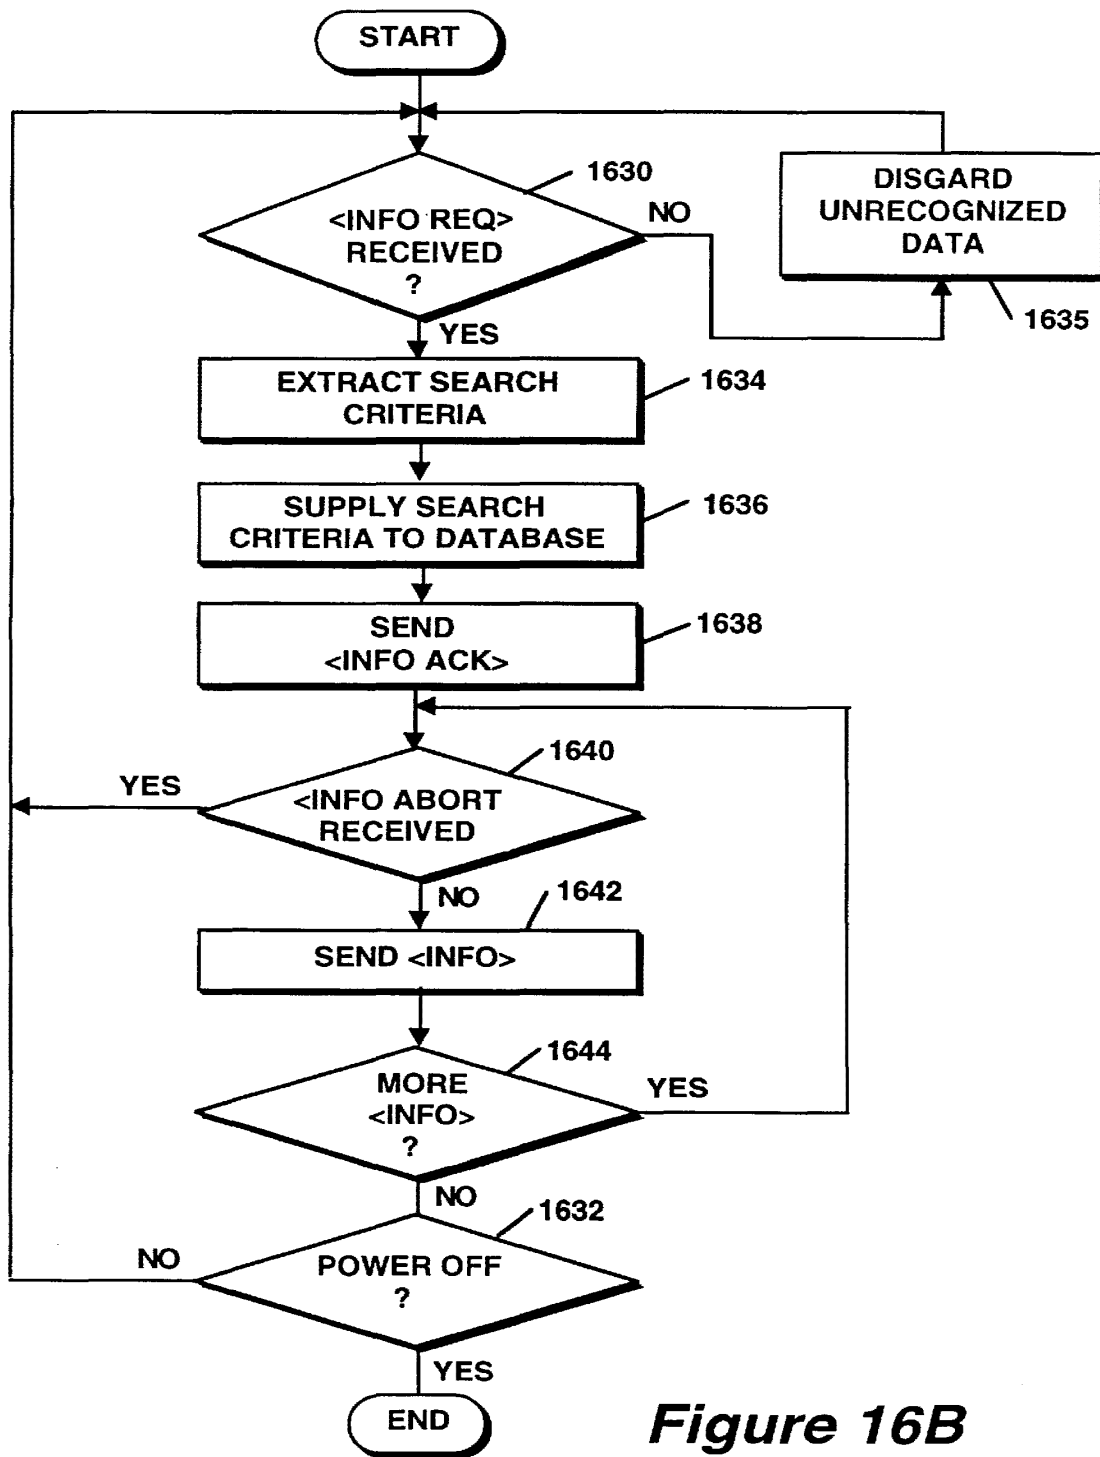 START
1630
<INFO REQ>
RECEIVED
?
NO
YES
DISGARD
UNRECOGNIZED
DATA
1635
EXTRACT SEARCH
CRITERIA
1634
SUPPLY SEARCH
CRITERIA TO DATABASE
1636
SEND
<INFO ACK>
1638
1640
YES
<INFO ABORT
RECEIVED
NO
1642
SEND <INFO>
1644
MORE
<INFO>
?
YES
NO
1632
NO
POWER OFF
?
YES
END
Figure 16B